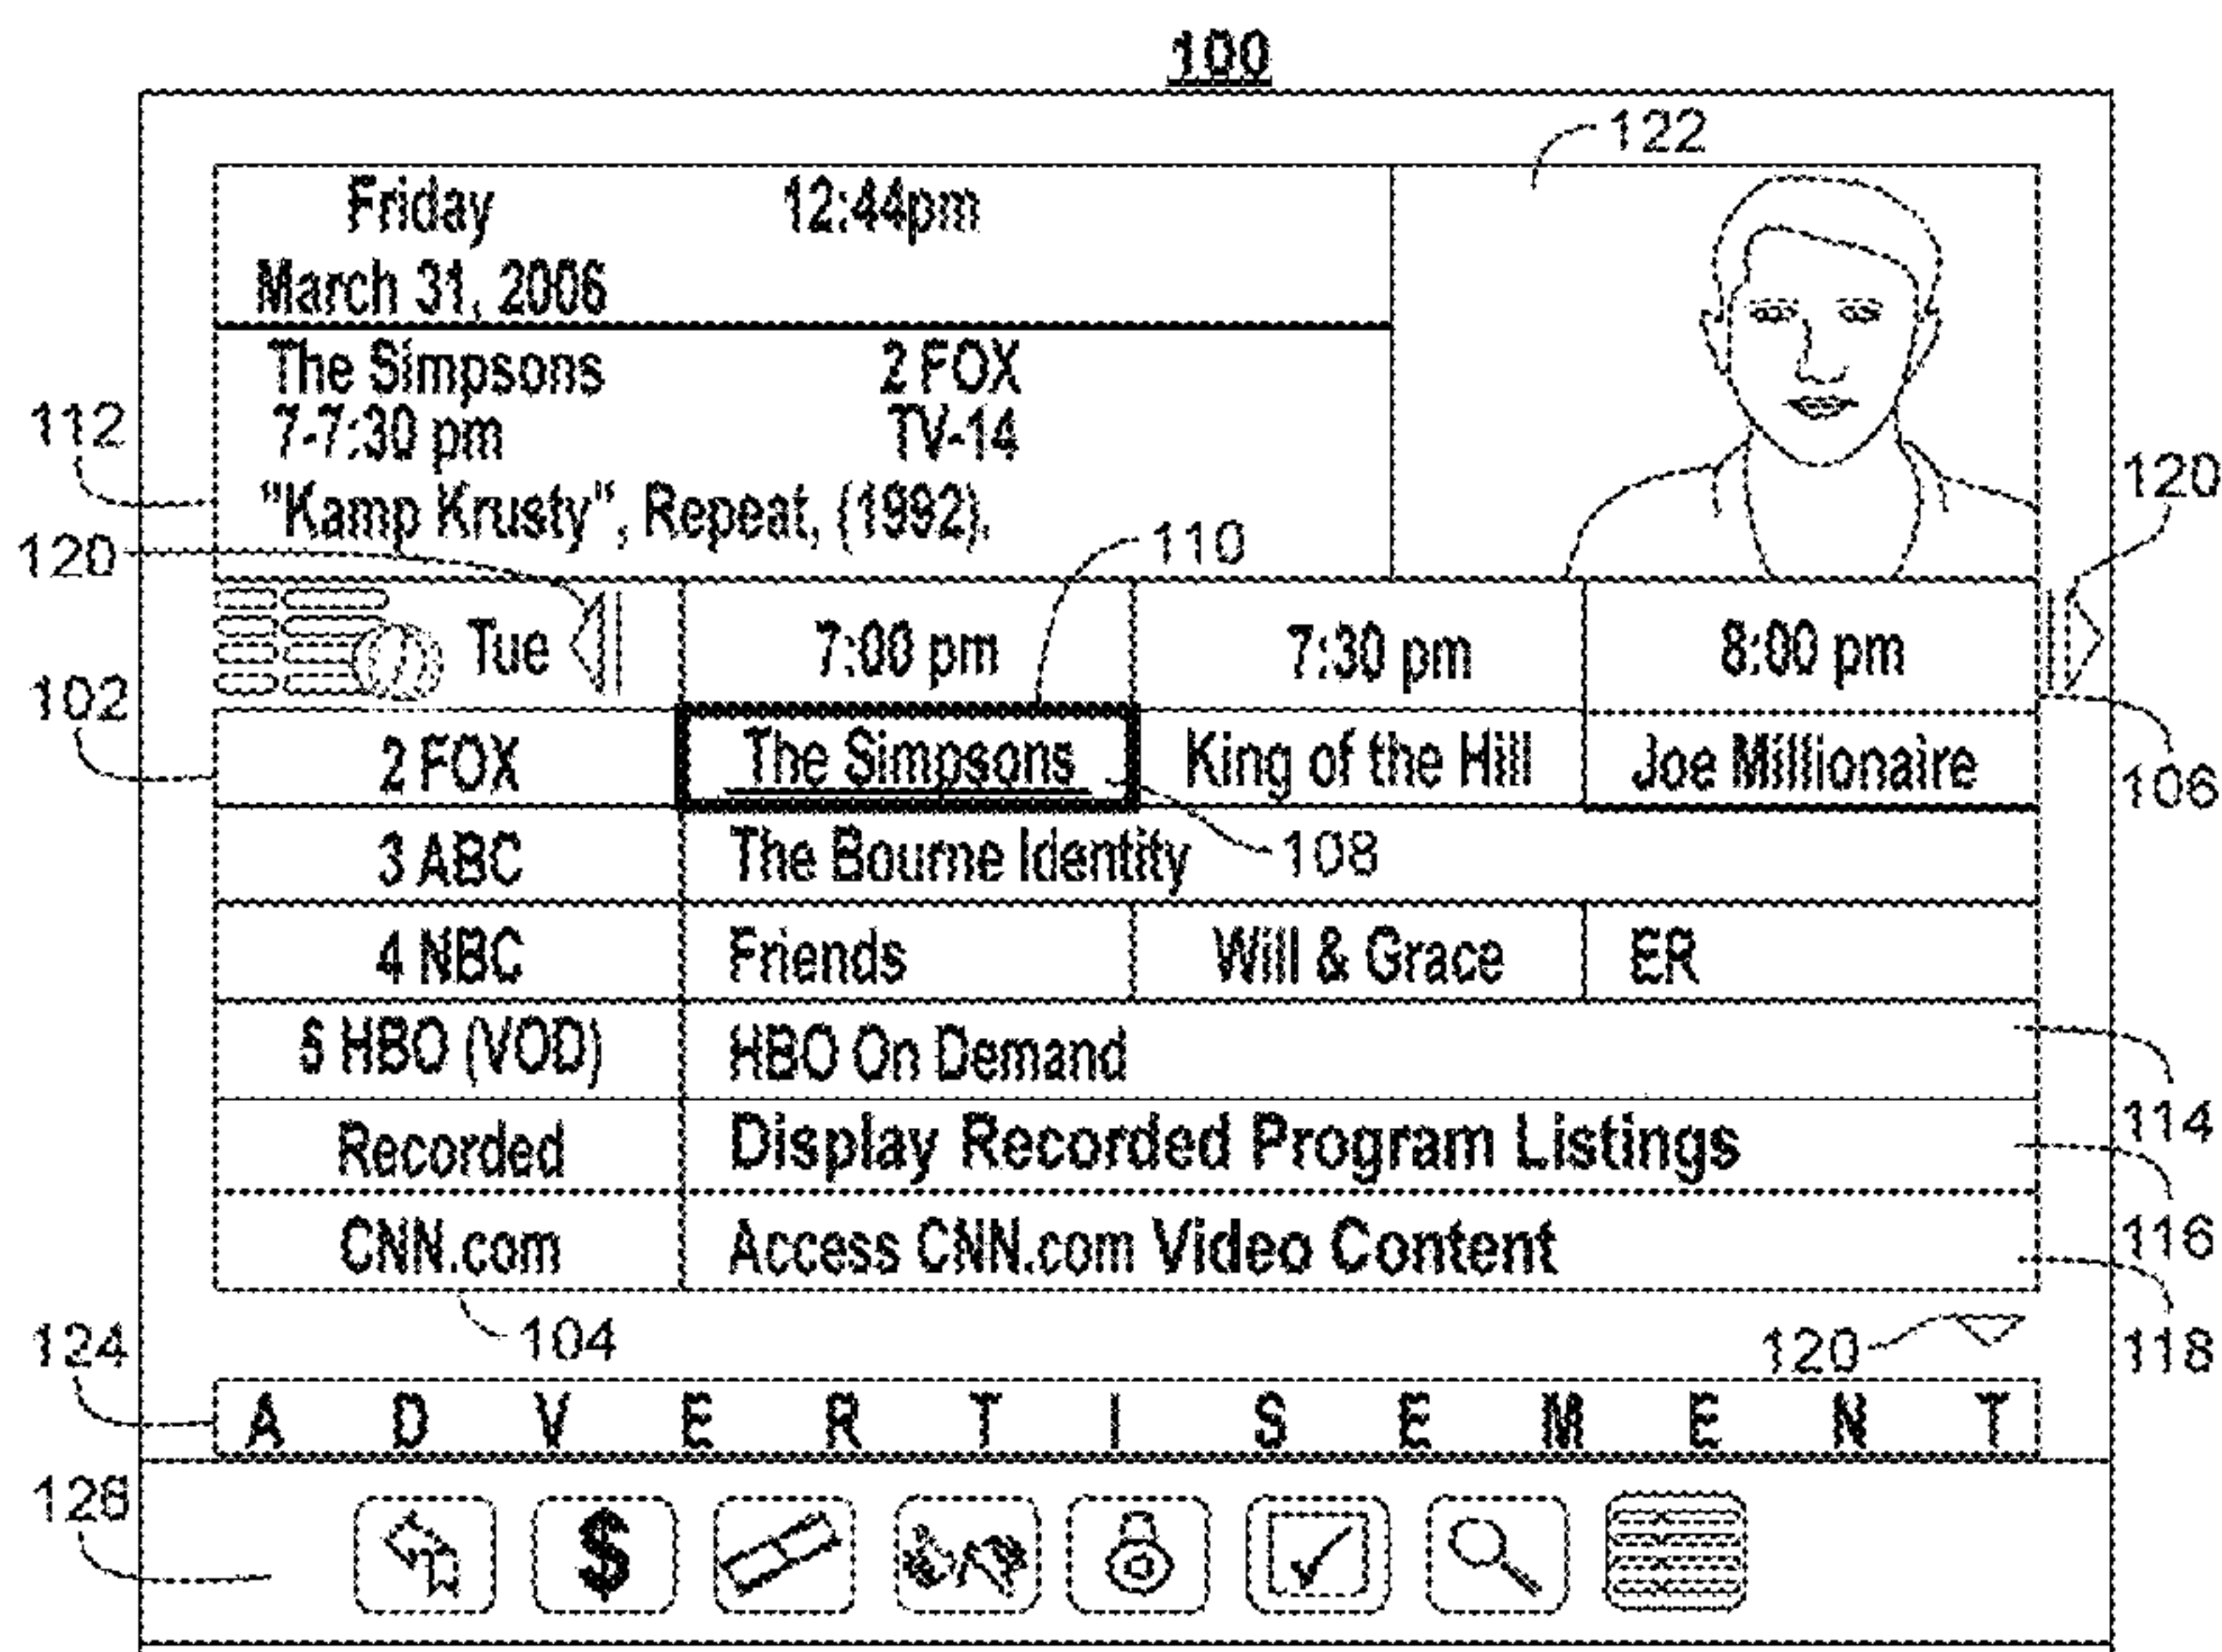 100
122
Friday 12:44pm
March 31, 2006
The Simpsons 2 FOX
112
7-7:30 pm TV-14
120
"Kamp Krusty", Repeat, (1992).
110
120
Tue 7:00 pm 7:30 pm 8:00 pm
102
2 FOX The Simpsons King of the Hill Joe Millionaire
106
3 ABC The Bourne Identity 108
4 NBC Friends Will & Grace ER
5 HBO (VOD) HBO On Demand
114
Recorded Display Recorded Program Listings
116
CNN.com Access CNN.com Video Content
104
120
118
124
A D V E R T I S E M E N T
126
$